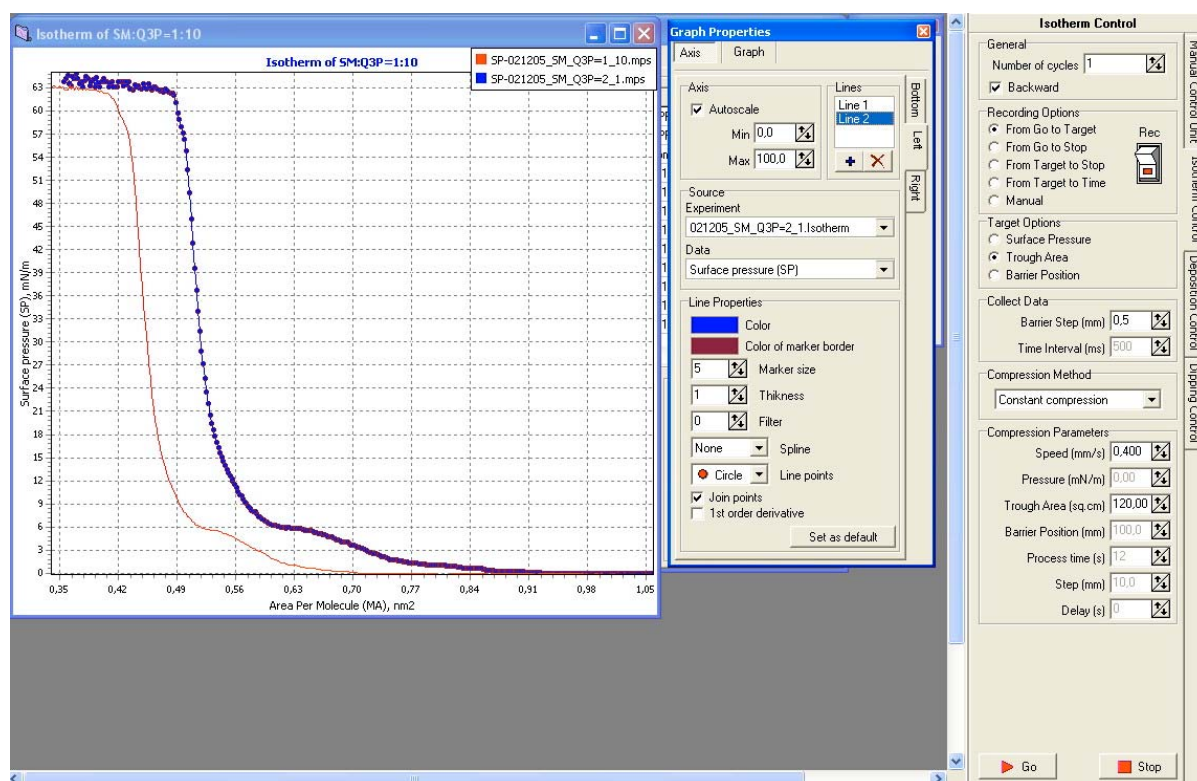 Isotherm of SM:Q3P=1:10
Isotherm of SM:Q3P=1:10
SP-021205_SM_Q3P=1_10.mps
SP-021205_SM_Q3P=2_1.mps
Surface pressure (SP), mN/m
63
60
57
54
51
48
45
42
39
36
33
30
27
24
21
18
15
12
9
6
3
0
0,35 0,42 0,49 0,56 0,63 0,70 0,77 0,84 0,91 0,98 1,05
Area Per Molecule (MA), nm2
Graph Properties
Axis Graph
Axis
Autoscale
Min 0,0
Max 100,0
Lines
Line 1
Line 2
Bottom
Left
Right
Source
Experiment
021205_SM_Q3P=2_1.Isotherm
Data
Surface pressure (SP)
Line Properties
Color
Color of marker border
5 Marker size
1 Thikness
0 Filter
None Spline
Circle Line points
Join points
1st order derivative
Set as default
Isotherm Control
General
Number of cycles 1
Backward
Recording Options
From Go to Target
From Go to Stop
From Target to Stop
From Target to Time
Manual
Rec
Target Options
Surface Pressure
Trough Area
Barrier Position
Collect Data
Barrier Step (mm) 0,5
Time Interval (ms) 500
Compression Method
Constant compression
Compression Parameters
Speed (mm/s) 0,400
Pressure (mN/m) 0,00
Trough Area (sq.cm) 120,00
Barrier Position (mm) 100,0
Process time (s) 12
Step (mm) 10,0
Delay (s) 0
Go Stop
Manual Control Unit
Isotherm Control
Deposition Control
Dipping Control